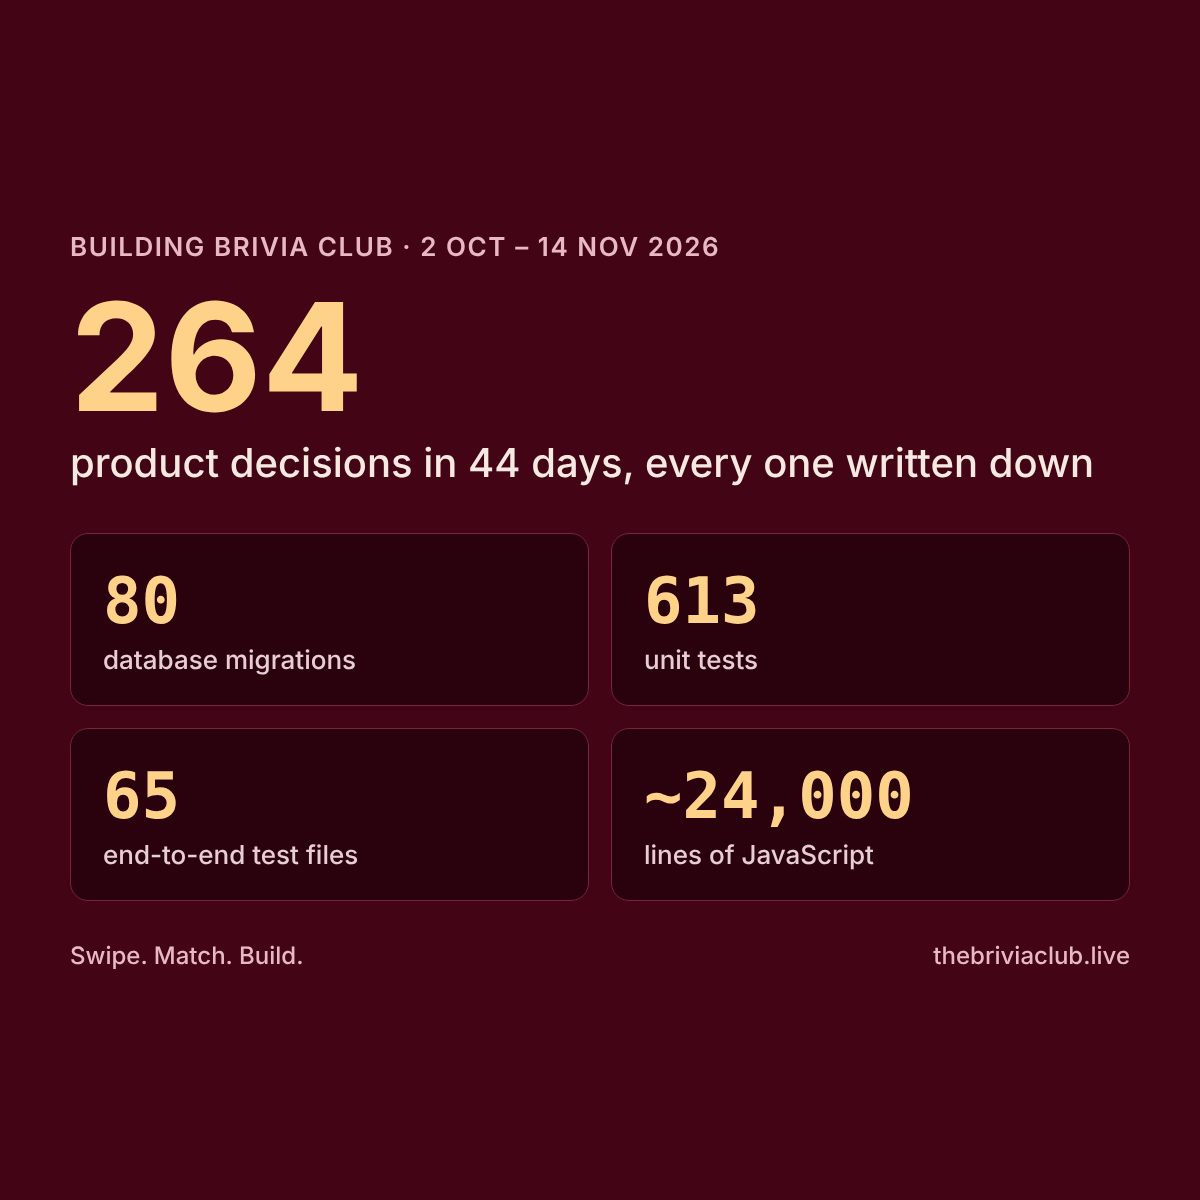 BUILDING BRIVIA CLUB · 2 OCT – 14 NOV 2026
264
product decisions in 44 days, every one written down
80
database migrations
613
unit tests
65
end-to-end test files
~24,000
lines of JavaScript
Swipe. Match. Build.
thebriviaclub.live